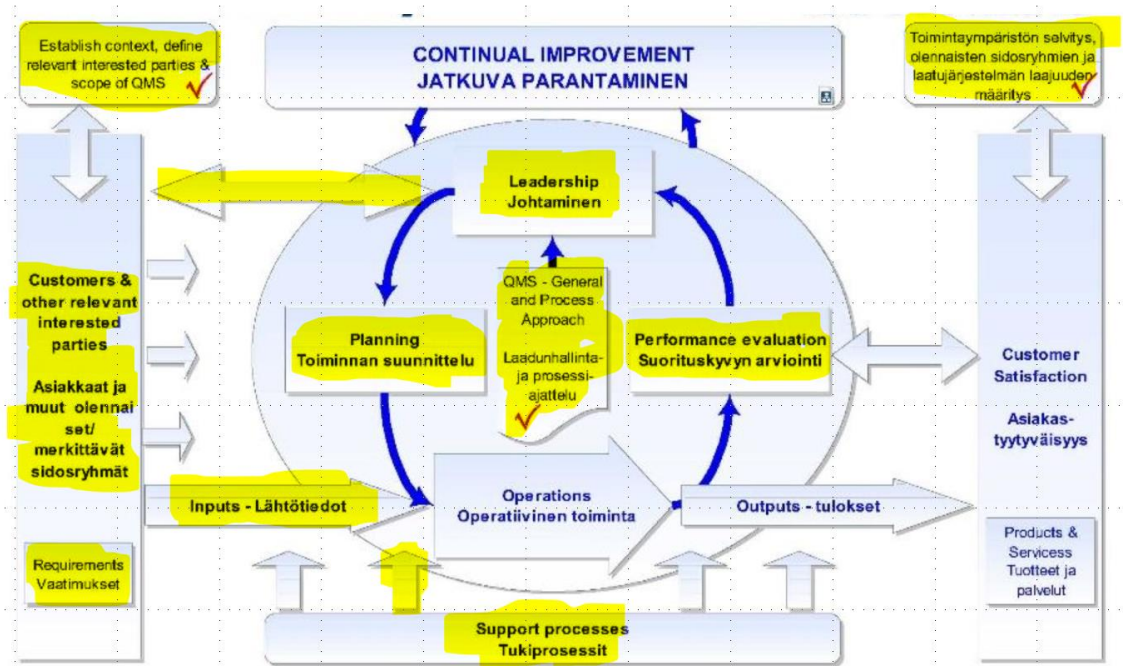 Establish context, define
relevant interested parties &
scope of QMS
CONTINUAL IMPROVEMENT
JATKUVA PARANTAMINEN
Toimintaympäristön selvitys,
olennaisten sidosryhmien ja
laatujärjestelmän laajuuden
määritys
Leadership
Johtaminen
Customers &
other relevant
interested
parties
Asiakkaat ja
muut olennai
set/
merkittävät
sidosryhmät
QMS - General
and Process
Approach
Laadunhallinta-
ja prosessi-
ajattelu
Planning
Toiminnan suunnittelu
Performance evaluation
Suorituskyvyn arviointi
Customer
Satisfaction
Asiakas-
tyytyväisyys
Inputs - Lähtötiedot
Operations
Operatiivinen toiminta
Outputs - tulokset
Requirements
Vaatimukset
Products &
Servicess
Tuotteet ja
palvelut
Support processes
Tukiprosessit